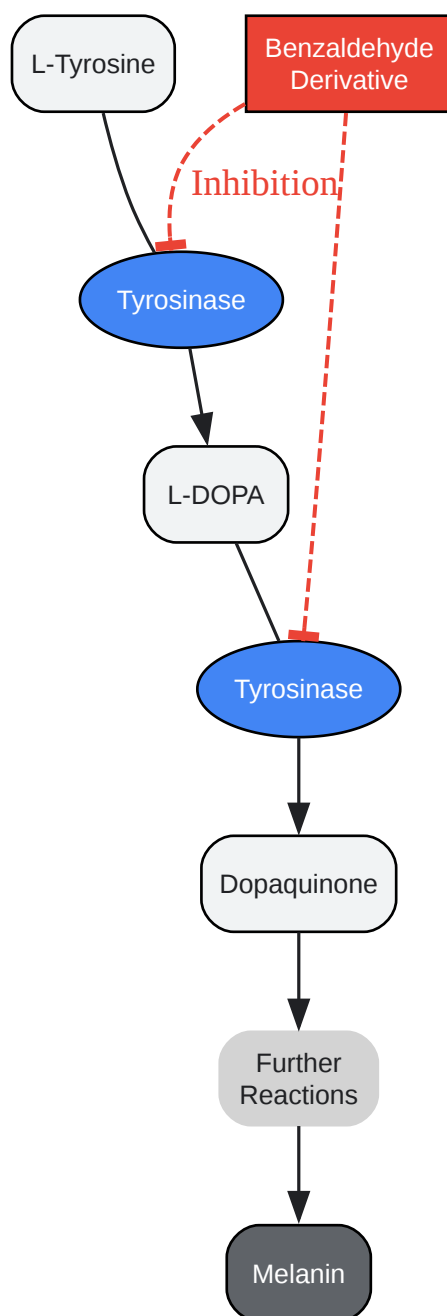 L-Tyrosine
Benzaldehyde
Derivative
Inhibition
Tyrosinase
L-DOPA
Tyrosinase
Dopaquinone
Further
Reactions
Melanin